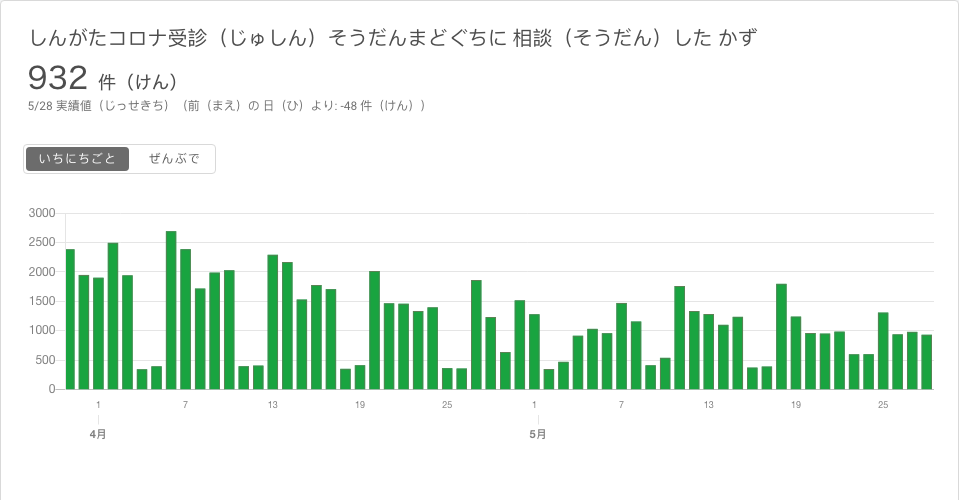 しんがたコロナ受診（じゅしん）そうだんまどぐちに 相談（そうだん）した かず
932 件（けん）
5/28 実績値（じっせきち）（前（まえ）の 日（ひ）より: -48 件（けん））
いちにちごと ぜんぶで
3000
2500
2000
1500
1000
500
0
1 7 13 19 25 1 7 13 19 25
4月 5月